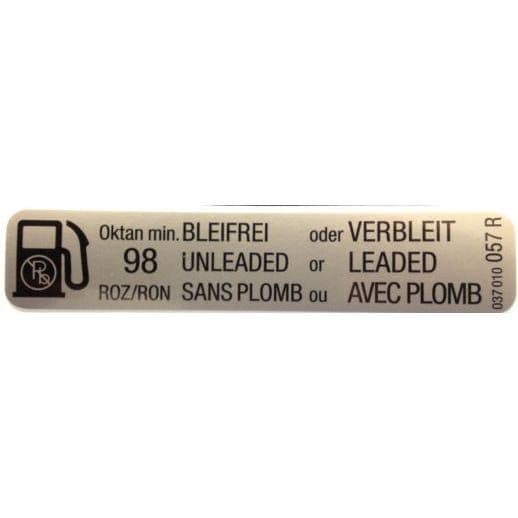 Oktan min. BLEIFREI oder VERBLEIT
98 UNLEADED or LEADED
ROZ/RON SANS PLOMB ou AVEC PLOMB
037 010 057 R
Pb